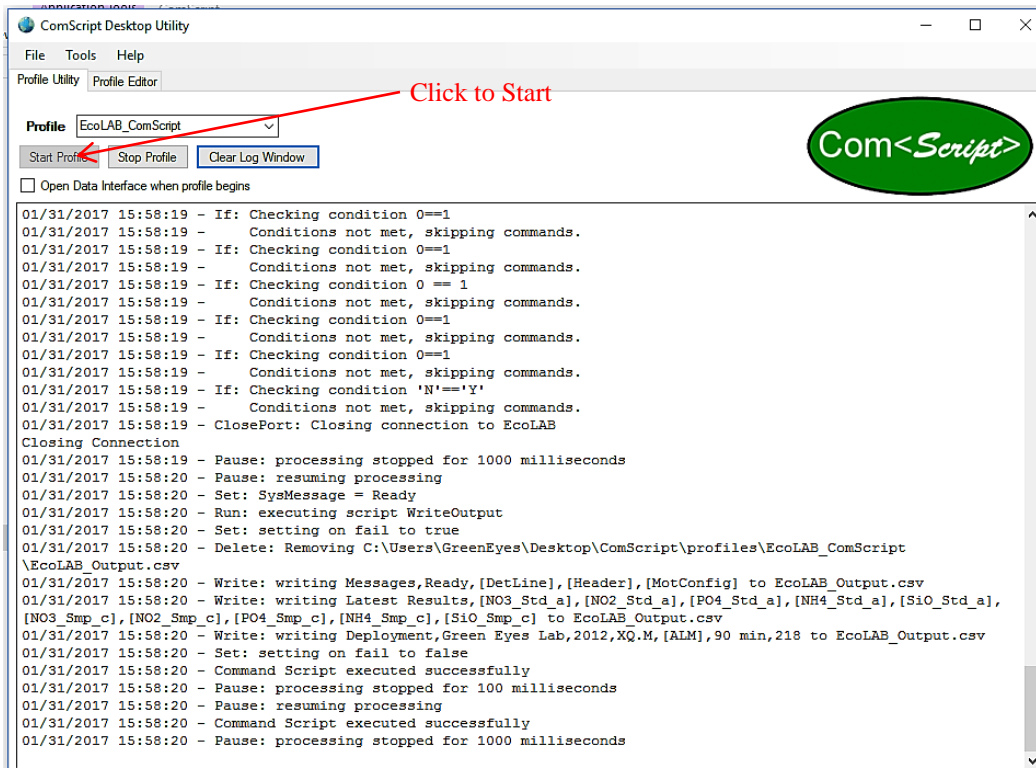 ComScript Desktop Utility
File Tools Help
Profile Utility Profile Editor
Click to Start
Profile EcoLAB_ComScript
Start Profile Stop Profile Clear Log Window
Com<Script>
Open Data Interface when profile begins
01/31/2017 15:58:19 - If: Checking condition 0==1
01/31/2017 15:58:19 -     Conditions not met, skipping commands.
01/31/2017 15:58:19 - If: Checking condition 0==1
01/31/2017 15:58:19 -     Conditions not met, skipping commands.
01/31/2017 15:58:19 - If: Checking condition 0 == 1
01/31/2017 15:58:19 -     Conditions not met, skipping commands.
01/31/2017 15:58:19 - If: Checking condition 0==1
01/31/2017 15:58:19 -     Conditions not met, skipping commands.
01/31/2017 15:58:19 - If: Checking condition 0==1
01/31/2017 15:58:19 -     Conditions not met, skipping commands.
01/31/2017 15:58:19 - If: Checking condition 'N'=='Y'
01/31/2017 15:58:19 -     Conditions not met, skipping commands.
01/31/2017 15:58:19 - ClosePort: Closing connection to EcoLAB
Closing Connection
01/31/2017 15:58:19 - Pause: processing stopped for 1000 milliseconds
01/31/2017 15:58:20 - Pause: resuming processing
01/31/2017 15:58:20 - Set: SysMessage = Ready
01/31/2017 15:58:20 - Run: executing script WriteOutput
01/31/2017 15:58:20 - Set: setting on fail to true
01/31/2017 15:58:20 - Delete: Removing C:\Users\GreenEyes\Desktop\ComScript\profiles\EcoLAB_ComScript
\EcoLAB_Output.csv
01/31/2017 15:58:20 - Write: writing Messages,Ready,[DetLine],[Header],[MotConfig] to EcoLAB_Output.csv
01/31/2017 15:58:20 - Write: writing Latest Results,[NO3_Std_a],[NO2_Std_a],[PO4_Std_a],[NH4_Std_a],[SiO_Std_a],
[NO3_Smp_c],[NO2_Smp_c],[PO4_Smp_c],[NH4_Smp_c],[SiO_Smp_c] to EcoLAB_Output.csv
01/31/2017 15:58:20 - Write: writing Deployment,Green Eyes Lab,2012,XQ.M,[ALM],90 min,218 to EcoLAB_Output.csv
01/31/2017 15:58:20 - Set: setting on fail to false
01/31/2017 15:58:20 - Command Script executed successfully
01/31/2017 15:58:20 - Pause: processing stopped for 100 milliseconds
01/31/2017 15:58:20 - Pause: resuming processing
01/31/2017 15:58:20 - Command Script executed successfully
01/31/2017 15:58:20 - Pause: processing stopped for 1000 milliseconds